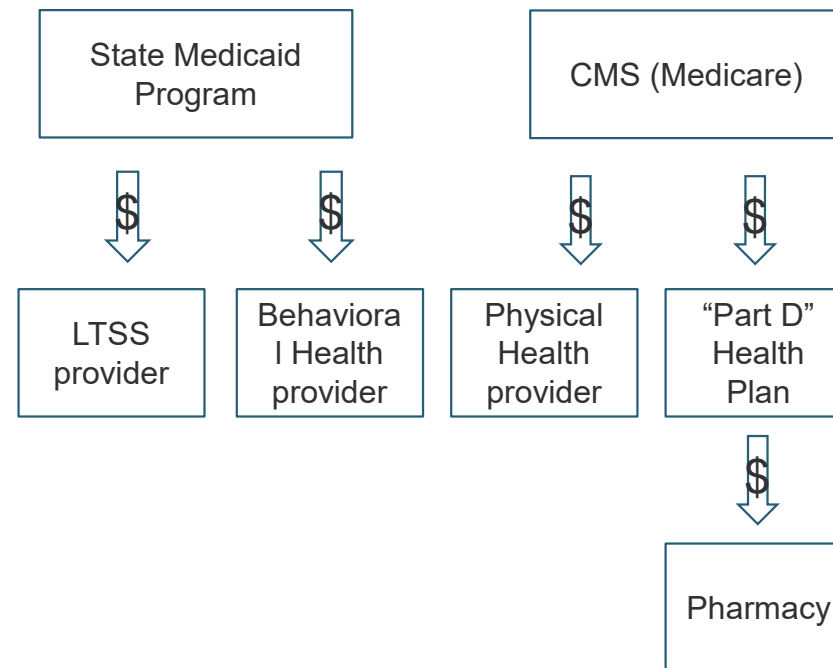 State Medicaid
Program
CMS (Medicare)
$
$
$
$
LTSS
provider
Behaviora
l Health
provider
Physical
Health
provider
“Part D”
Health
Plan
$
Pharmacy